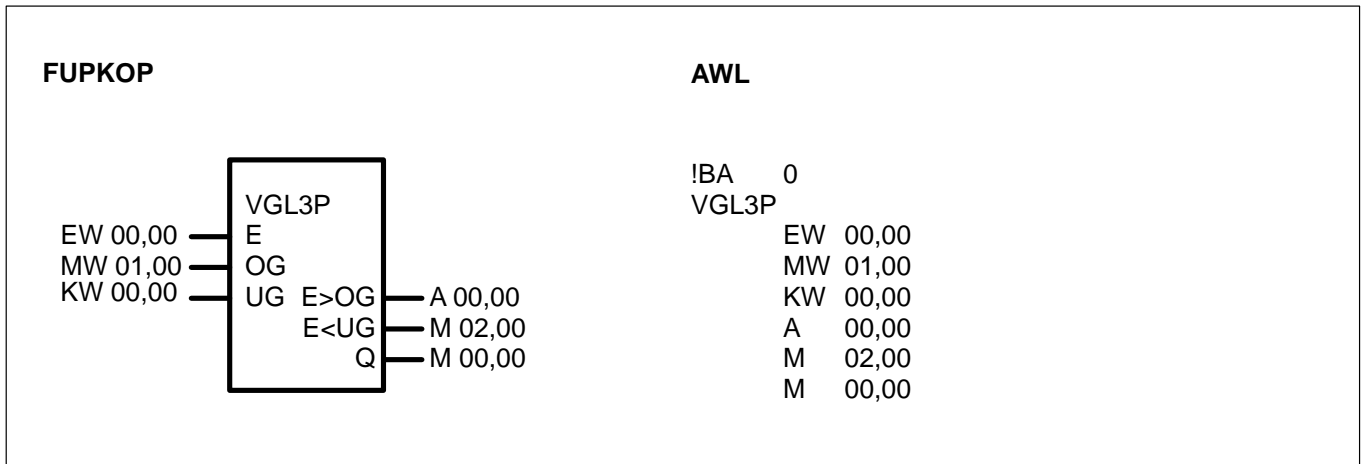 FUPKOP
VGL3P
EW 00,00 E
MW 01,00 OG
KW 00,00 UG E>OG A 00,00
E<UG M 02,00
Q M 00,00
AWL
!BA 0
VGL3P
EW 00,00
MW 01,00
KW 00,00
A 00,00
M 02,00
M 00,00